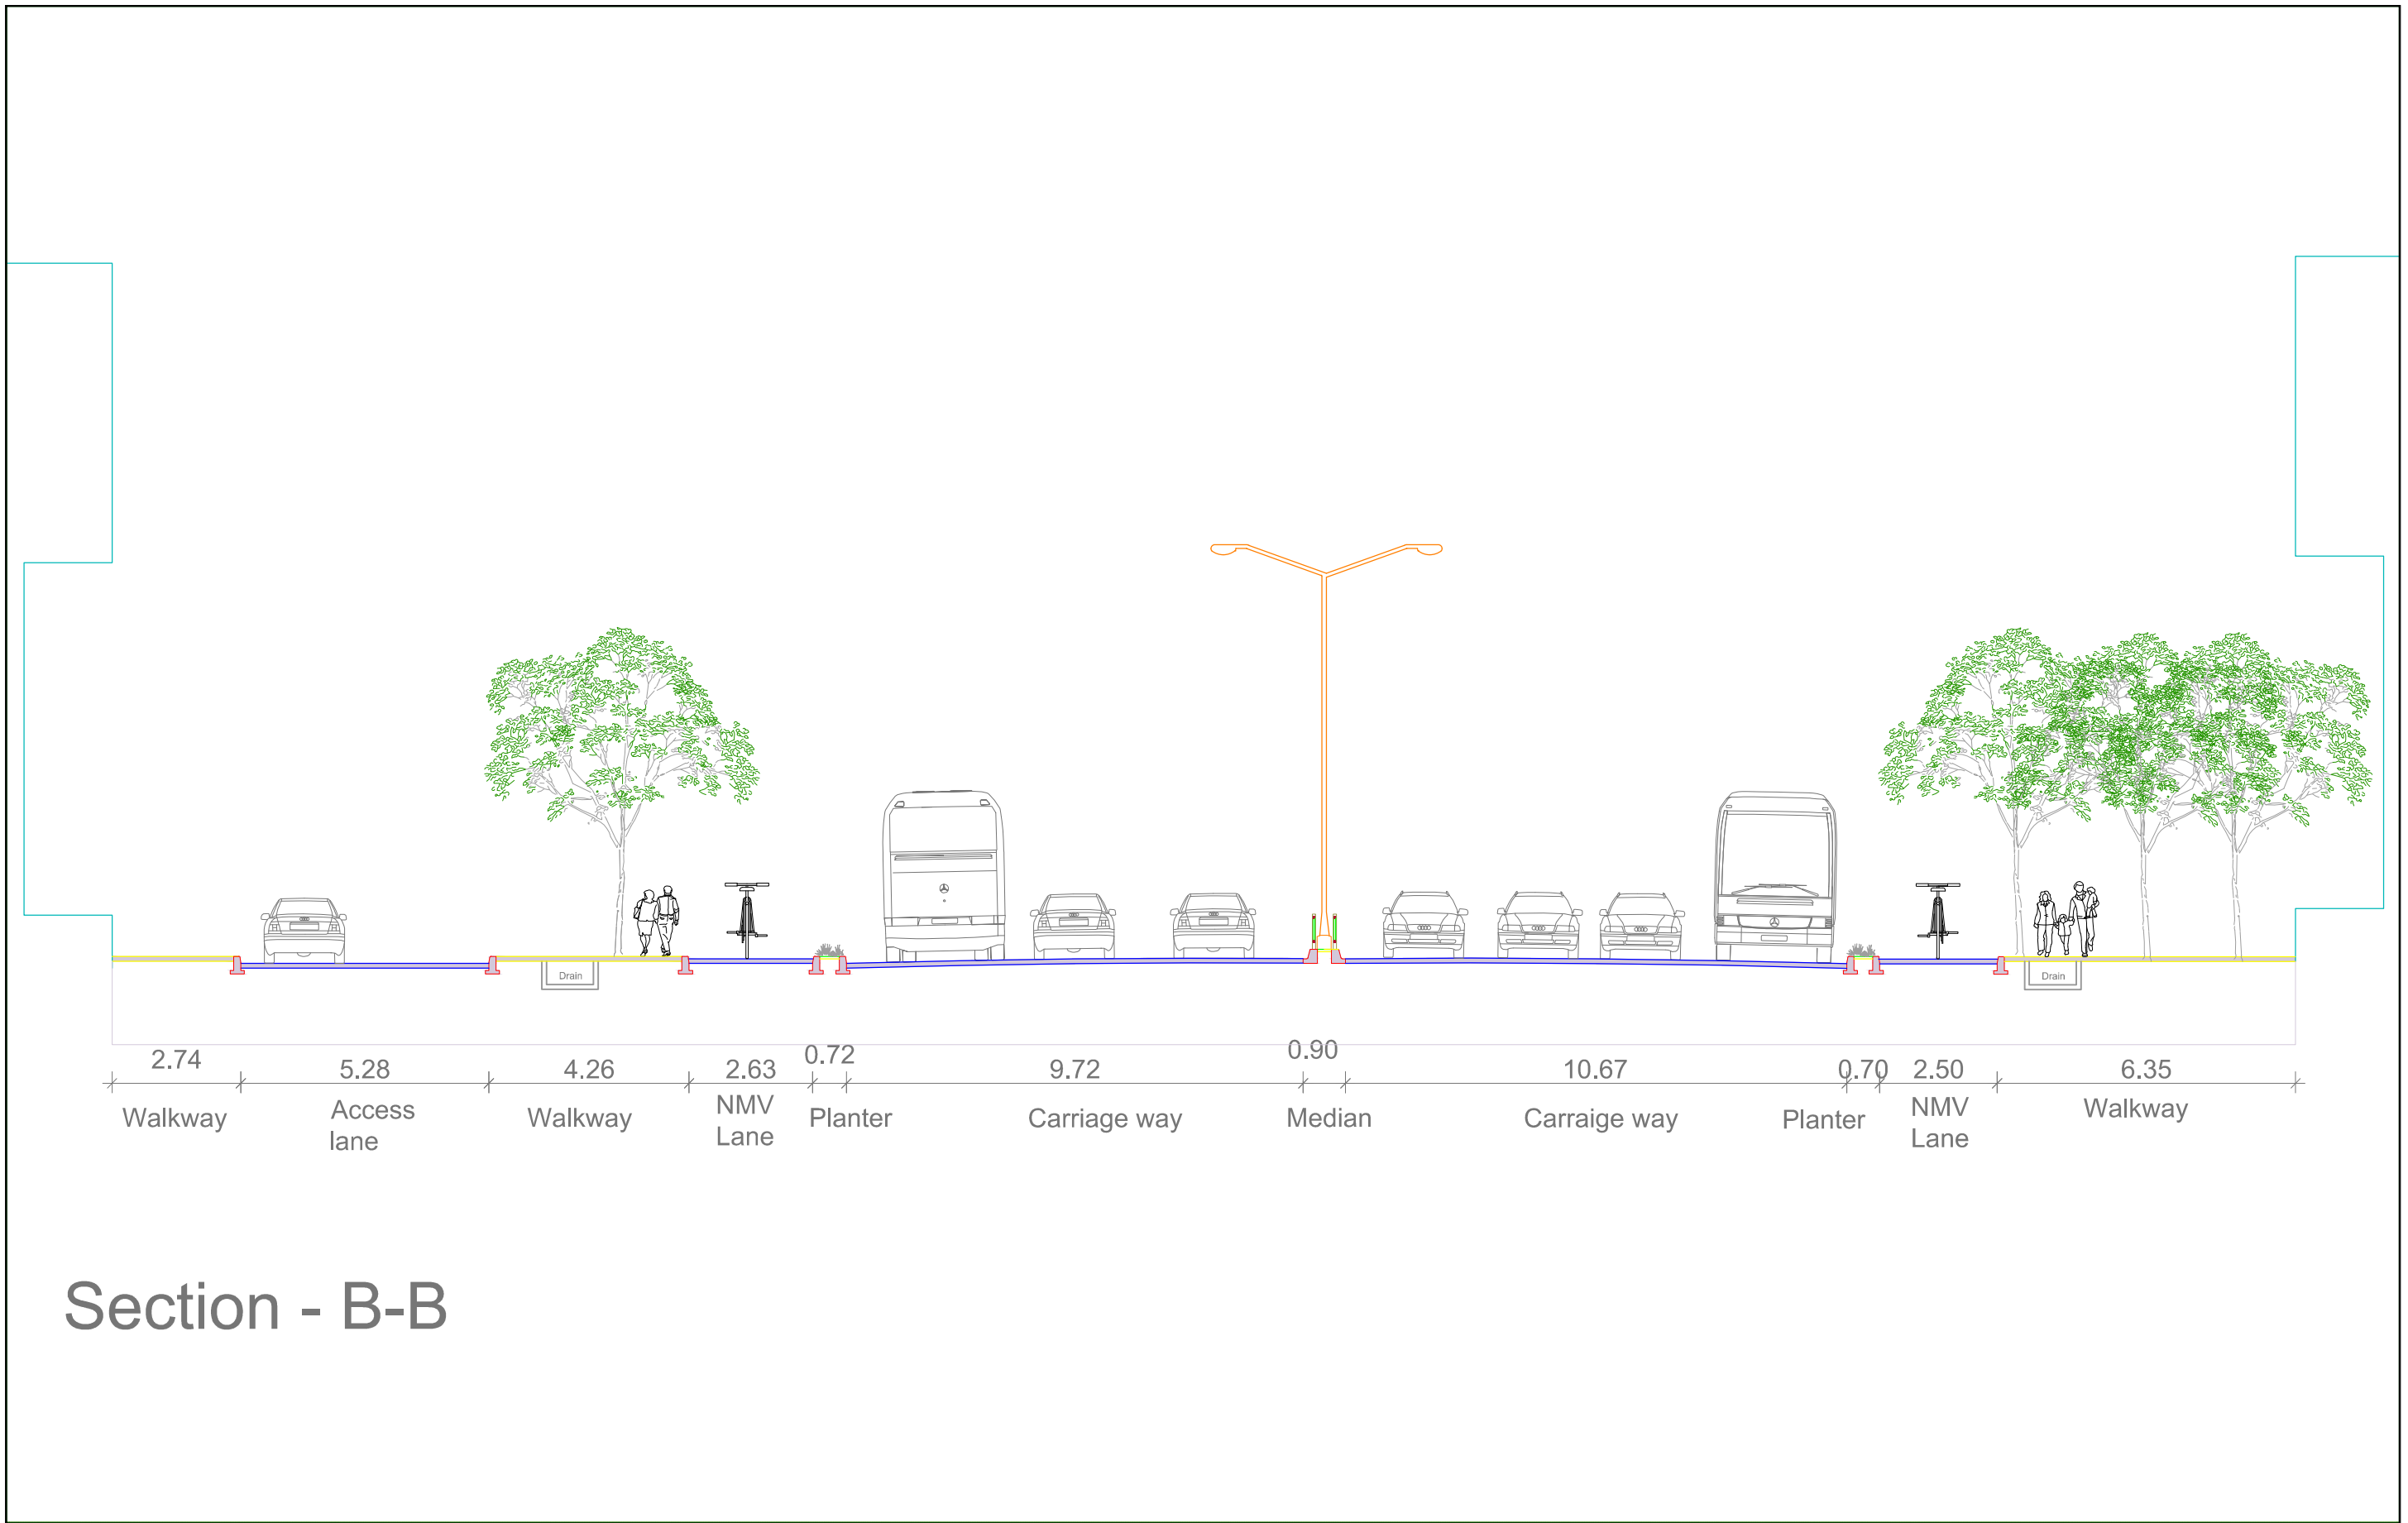 Drain
Drain
2.74
5.28
4.26
2.63
0.72
9.72
0.90
10.67
0.70
2.50
6.35
Walkway
Access
lane
Walkway
NMV
Lane
Planter
Carriage way
Median
Carraige way
Planter
NMV
Lane
Walkway
Section - B-B